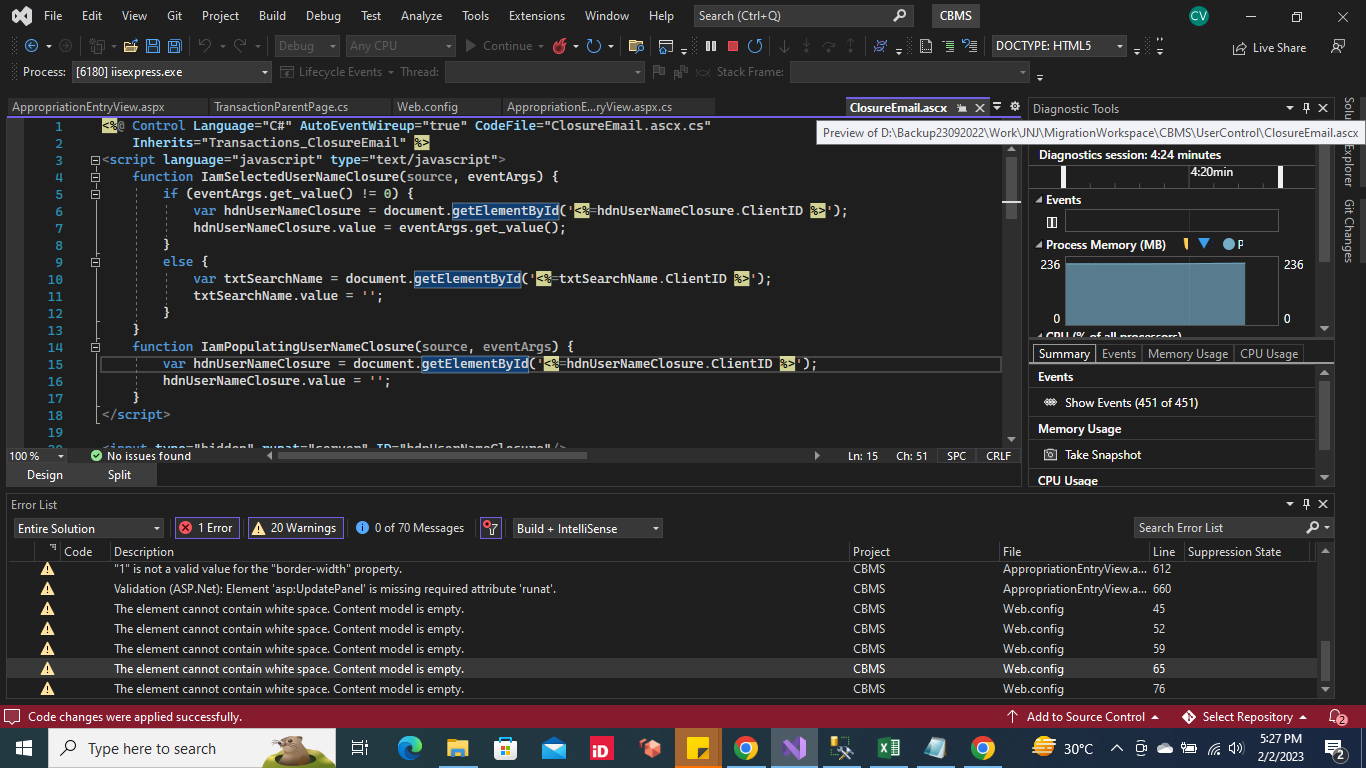 File Edit View Git Project Build Debug Test Analyze Tools Extensions Window Help Search (Ctrl+Q) CBMS CV
Debug Any CPU Continue DOCTYPE: HTML5 Live Share
Process: [6180] iisexpress.exe Lifecycle Events Thread: Stack Frame:
AppropriationEntryView.aspx TransactionParentPage.cs Web.config AppropriationE...ryView.aspx.cs ClosureEmail.ascx
Preview of D:\Backup23092022\Work\JNJ\MigrationWorkspace\CBMS\UserControl\ClosureEmail.ascx
1 <%@ Control Language="C#" AutoEventWireup="true" CodeFile="ClosureEmail.ascx.cs"
2 Inherits="Transactions_ClosureEmail" %>
3 <script language="javascript" type="text/javascript">
4 function IamSelectedUserNameClosure(source, eventArgs) {
5 if (eventArgs.get_value() != 0) {
6 var hdnUserNameClosure = document.getElementById('<%=hdnUserNameClosure.ClientID %>');
7 hdnUserNameClosure.value = eventArgs.get_value();
8 }
9 else {
10 var txtSearchName = document.getElementById('<%=txtSearchName.ClientID %>');
11 txtSearchName.value = '';
12 }
13 }
14 function IamPopulatingUserNameClosure(source, eventArgs) {
15 var hdnUserNameClosure = document.getElementById('<%=hdnUserNameClosure.ClientID %>');
16 hdnUserNameClosure.value = '';
17 }
18 </script>
19
20 <input type="hidden" runat="server" ID="hdnUserNameClosure"/>
100 % No issues found Ln: 15 Ch: 51 SPC CRLF
Design Split
Diagnostic Tools
Diagnostics session: 4:24 minutes
4:20min
Events
Process Memory (MB) P
236 236
0 0
CPU (% of all processors)
Summary Events Memory Usage CPU Usage
Events
Show Events (451 of 451)
Memory Usage
Take Snapshot
CPU Usage
Explorer
Git Changes
Error List
Entire Solution 1 Error 20 Warnings 0 of 70 Messages Build + IntelliSense Search Error List
Code Description Project File Line Suppression State
"1" is not a valid value for the "border-width" property. CBMS AppropriationEntryView.a... 612
Validation (ASP.Net): Element 'asp:UpdatePanel' is missing required attribute 'runat'. CBMS AppropriationEntryView.a... 660
The element cannot contain white space. Content model is empty. CBMS Web.config 45
The element cannot contain white space. Content model is empty. CBMS Web.config 52
The element cannot contain white space. Content model is empty. CBMS Web.config 59
The element cannot contain white space. Content model is empty. CBMS Web.config 65
The element cannot contain white space. Content model is empty. CBMS Web.config 76
Code changes were applied successfully. Add to Source Control Select Repository 2
Type here to search iD 30°C 5:27 PM
2/2/2023 2